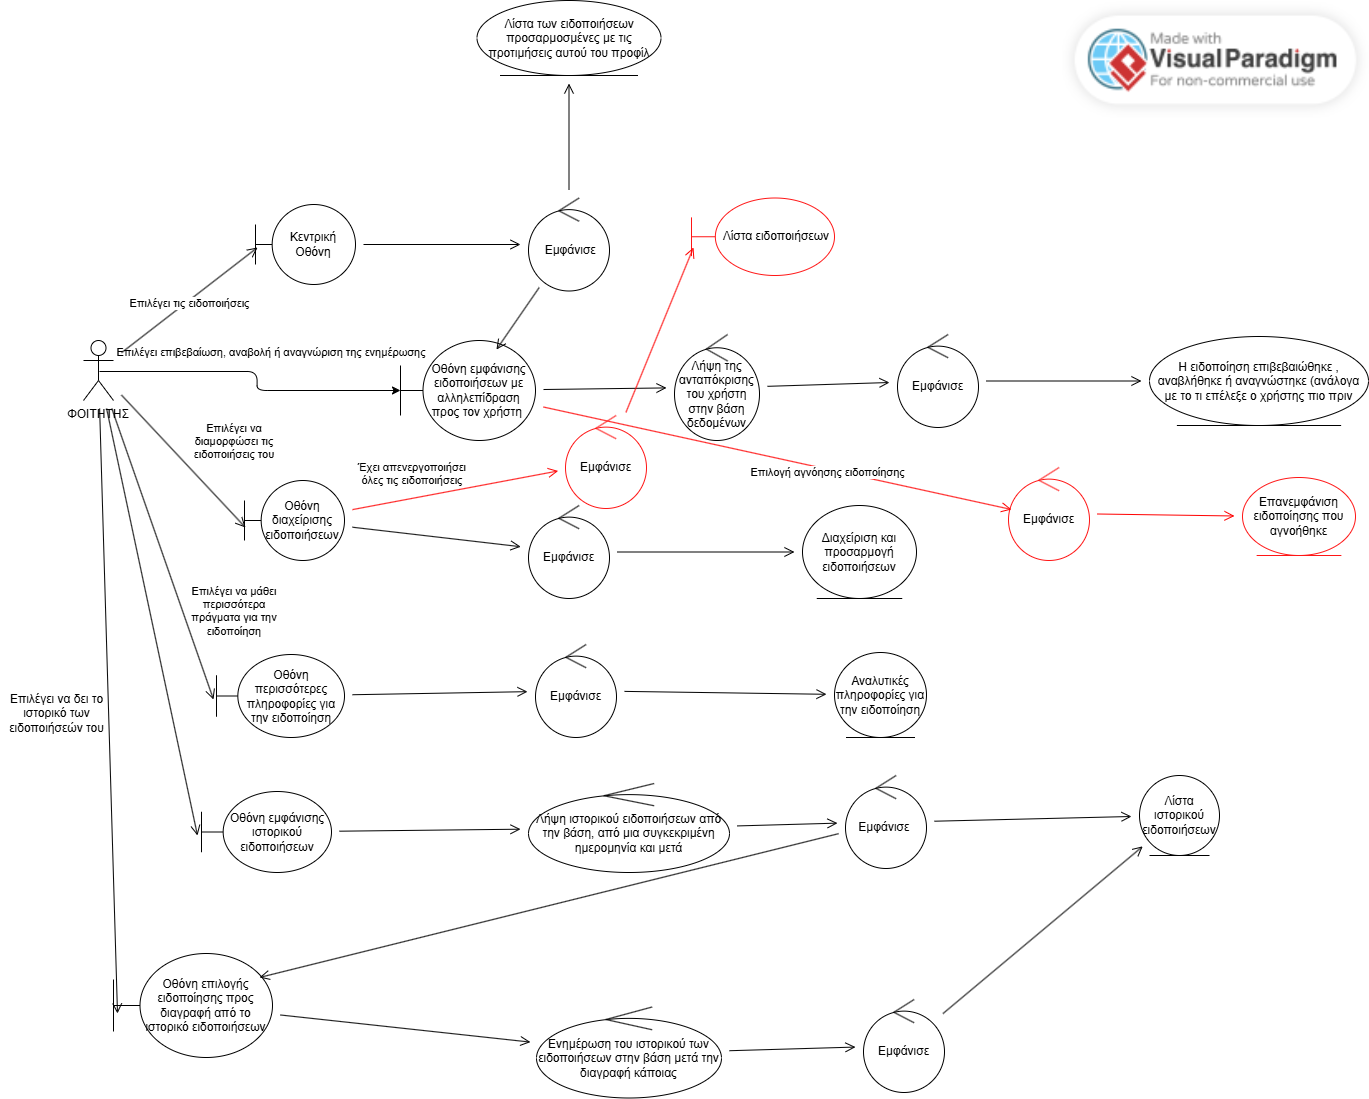 Λίστα των ειδοποιήσεων
προσαρμοσμένες με τις
προτιμήσεις αυτού του προφίλ
Made with
Visual Paradigm
For non-commercial use
Κεντρική
Οθόνη
Εμφάνισε
Λίστα ειδοποιήσεων
Επιλέγει τις ειδοποιήσεις
Επιλέγει επιβεβαίωση, αναβολή ή αναγνώριση της ενημέρωσης
ΦΟΙΤΗΤΗΣ
Οθόνη εμφάνισης
ειδοποιήσεων με
αλληλεπίδραση
προς τον χρήστη
Λήψη της
ανταπόκρισης
του χρήστη
στην βάση
δεδομένων
Εμφάνισε
Η ειδοποίηση επιβεβαιώθηκε ,
αναβλήθηκε ή αναγνώστηκε (ανάλογα
με το τι επέλεξε ο χρήστης πιο πριν
Επιλέγει να
διαμορφώσει τις
ειδοποιήσεις του
Έχει απενεργοποιήσει
όλες τις ειδοποιήσεις
Εμφάνισε
Επιλογή αγνόησης ειδοποίησης
Εμφάνισε
Επανεμφάνιση
ειδοποίησης που
αγνοήθηκε
Οθόνη
διαχείρισης
ειδοποιήσεων
Εμφάνισε
Διαχείριση και
προσαρμογή
ειδοποιήσεων
Επιλέγει να μάθει
περισσότερα
πράγματα για την
ειδοποίηση
Οθόνη
περισσότερες
πληροφορίες για
την ειδοποίηση
Εμφάνισε
Αναλυτικές
πληροφορίες για
την ειδοποίηση
Επιλέγει να δει το
ιστορικό των
ειδοποιήσεών του
Οθόνη εμφάνισης
ιστορικού
ειδοποιήσεων
Λήψη ιστορικού ειδοποιήσεων από
την βάση, από μια συγκεκριμένη
ημερομηνία και μετά
Εμφάνισε
Λίστα
ιστορικού
ειδοποιήσεων
Οθόνη επιλογής
ειδοποίησης προς
διαγραφή από το
ιστορικό ειδοποιήσεων
Ενημέρωση του ιστορικού των
ειδοποιήσεων στην βάση μετά την
διαγραφή κάποιας
Εμφάνισε